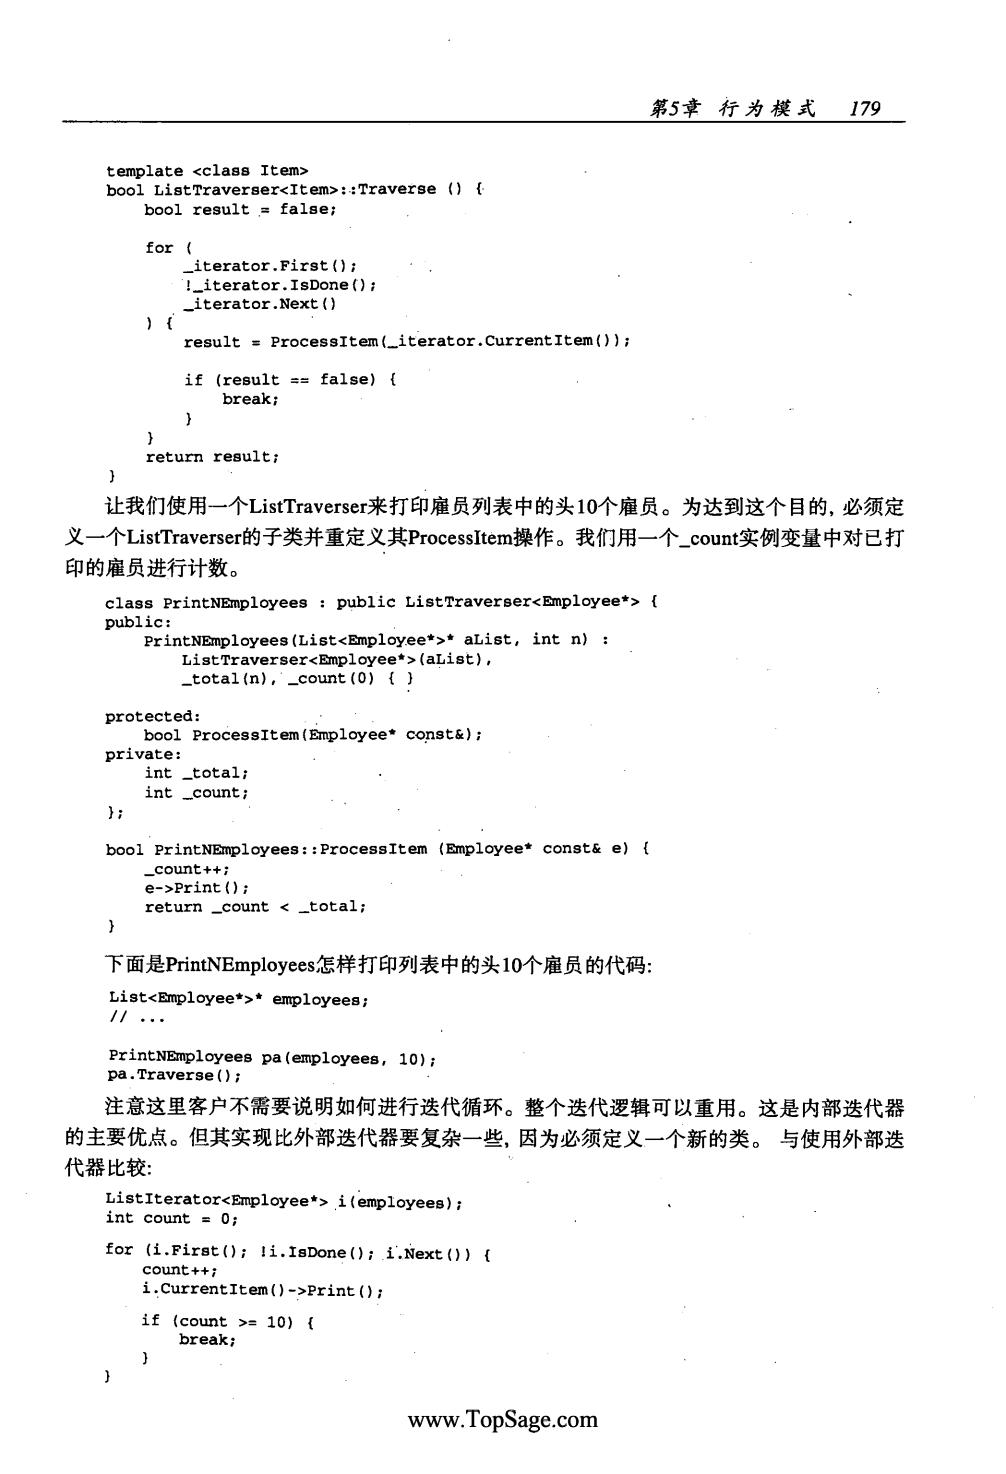 第5章 行为模式 179
template <class Item>
bool ListTraverser<Item>::Traverse () {
    bool result = false;
    for (
        _iterator.First();
        !_iterator.IsDone();
        _iterator.Next()
    ) {
        result = ProcessItem(_iterator.CurrentItem());
        if (result == false) {
            break;
        }
    }
    return result;
}
让我们使用一个ListTraverser来打印雇员列表中的头10个雇员。为达到这个目的, 必须定
义一个ListTraverser的子类并重定义其ProcessItem操作。我们用一个_count实例变量中对已打
印的雇员进行计数。
class PrintNEmployees : public ListTraverser<Employee*> {
public:
    PrintNEmployees(List<Employee*>* aList, int n) :
        ListTraverser<Employee*>(aList),
        _total(n), _count(0) { }
protected:
    bool ProcessItem(Employee* const&);
private:
    int _total;
    int _count;
};
bool PrintNEmployees::ProcessItem (Employee* const& e) {
    _count++;
    e->Print();
    return _count < _total;
}
下面是PrintNEmployees怎样打印列表中的头10个雇员的代码:
List<Employee*>* employees;
// ...
PrintNEmployees pa(employees, 10);
pa.Traverse();
注意这里客户不需要说明如何进行迭代循环。整个迭代逻辑可以重用。这是内部迭代器
的主要优点。但其实现比外部迭代器要复杂一些, 因为必须定义一个新的类。 与使用外部迭
代器比较:
ListIterator<Employee*> i(employees);
int count = 0;
for (i.First(); !i.IsDone(); i.Next()) {
    count++;
    i.CurrentItem()->Print();
    if (count >= 10) {
        break;
    }
}
www.TopSage.com